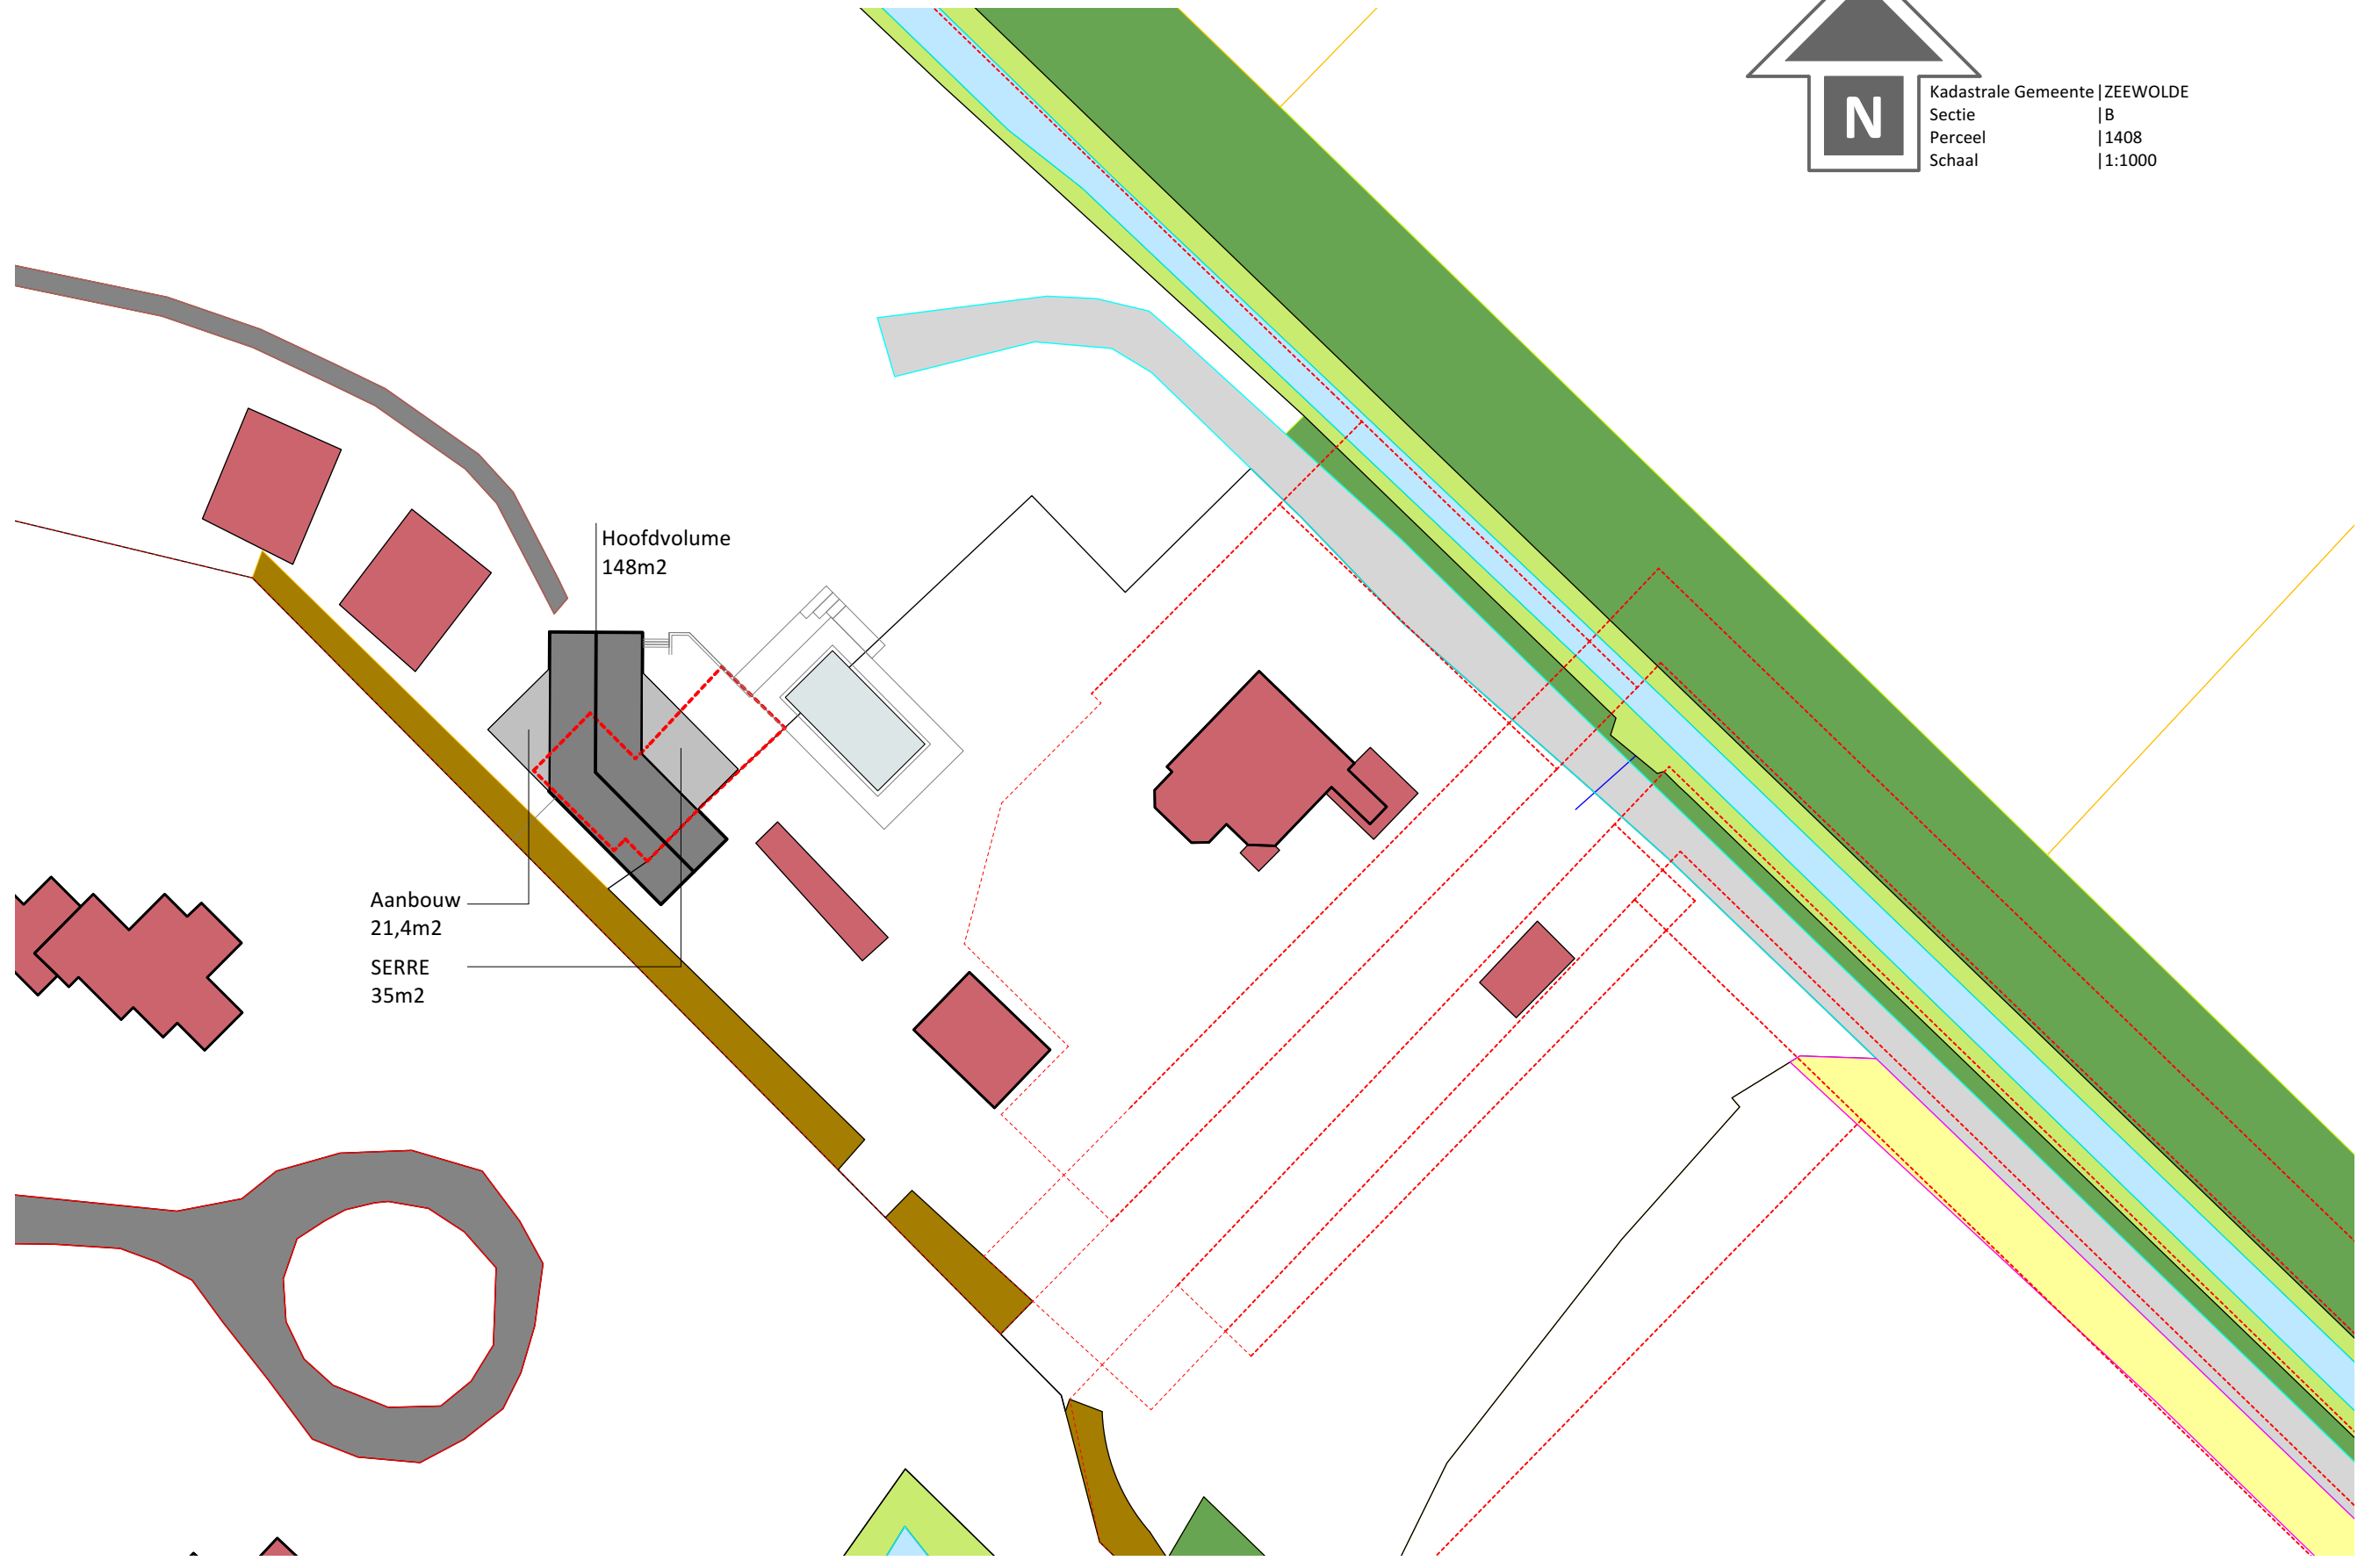 N
Kadastrale Gemeente |ZEEWOLDE
Sectie |B
Perceel |1408
Schaal |1:1000
Hoofdvolume
148m2
Aanbouw
21,4m2
SERRE
35m2